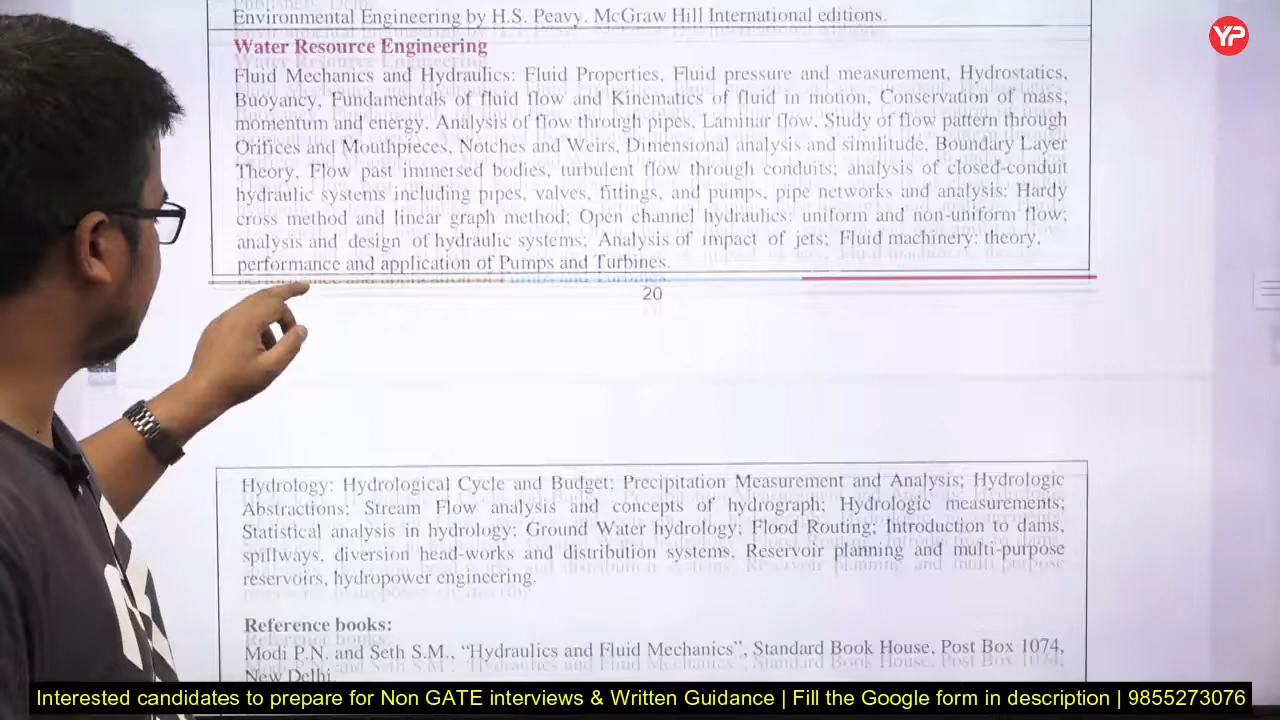 Environmental Engineering by H.S. Peavy. McGraw Hill International editions.
YP
Water Resource Engineering
Fluid Mechanics and Hydraulics: Fluid Properties, Fluid pressure and measurement, Hydrostatics,
Buoyancy, Fundamentals of fluid flow and Kinematics of fluid in motion, Conservation of mass,
momentum and energy, Analysis of flow through pipes, Laminar flow, Study of flow pattern through
Orifices and Mouthpieces, Notches and Weirs, Dimensional analysis and similitude, Boundary Layer
Theory, Flow past immersed bodies, turbulent flow through conduits; analysis of closed-conduit
hydraulic systems including pipes, valves, fittings, and pumps, pipe networks and analysis: Hardy
cross method and linear graph method; Open channel hydraulics: uniform and non-uniform flow;
analysis and design of hydraulic systems; Analysis of impact of jets; Fluid machinery: theory,
performance and application of Pumps and Turbines.
20
Hydrology: Hydrological Cycle and Budget; Precipitation Measurement and Analysis; Hydrologic
Abstractions; Stream Flow analysis and concepts of hydrograph; Hydrologic measurements;
Statistical analysis in hydrology; Ground Water hydrology; Flood Routing; Introduction to dams,
spillways, diversion head-works and distribution systems, Reservoir planning and multi-purpose
reservoirs, hydropower engineering.
Reference books:
Modi P.N. and Seth S.M., “Hydraulics and Fluid Mechanics”, Standard Book House, Post Box 1074,
New Delhi.
Interested candidates to prepare for Non GATE interviews & Written Guidance | Fill the Google form in description | 9855273076